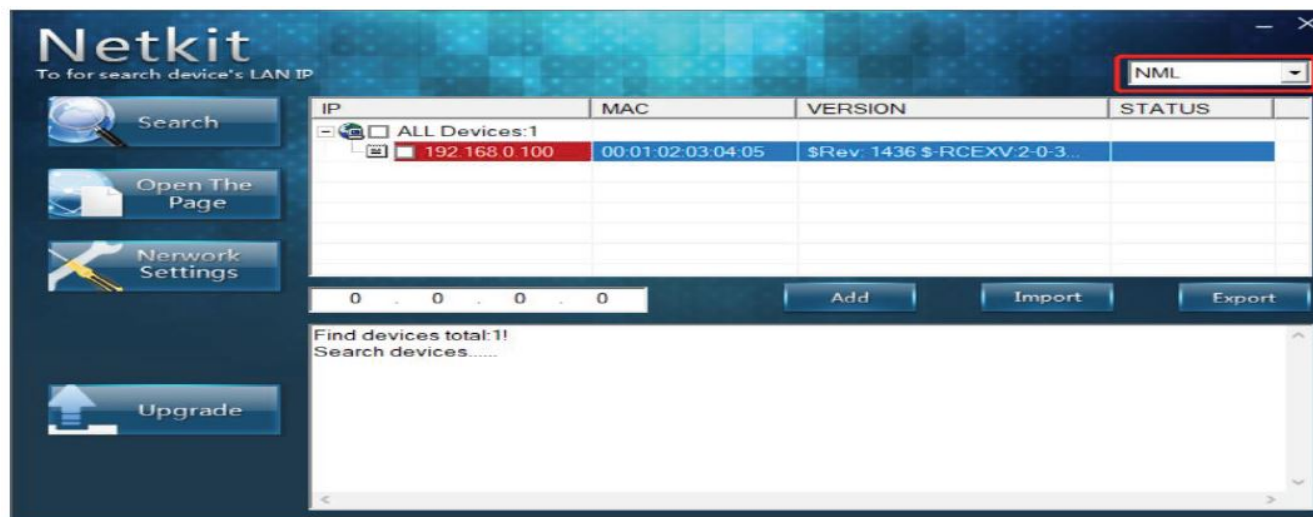 Netkit
To for search device's LAN IP
NML
Search
IP MAC VERSION STATUS
ALL Devices:1
192.168.0.100 00:01:02:03:04:05 $Rev: 1436 $-RCEXV:2-0-3...
Open The
Page
Nerwork
Settings
0 . 0 . 0 . 0 Add Import Export
Find devices total:1!
Search devices......
Upgrade